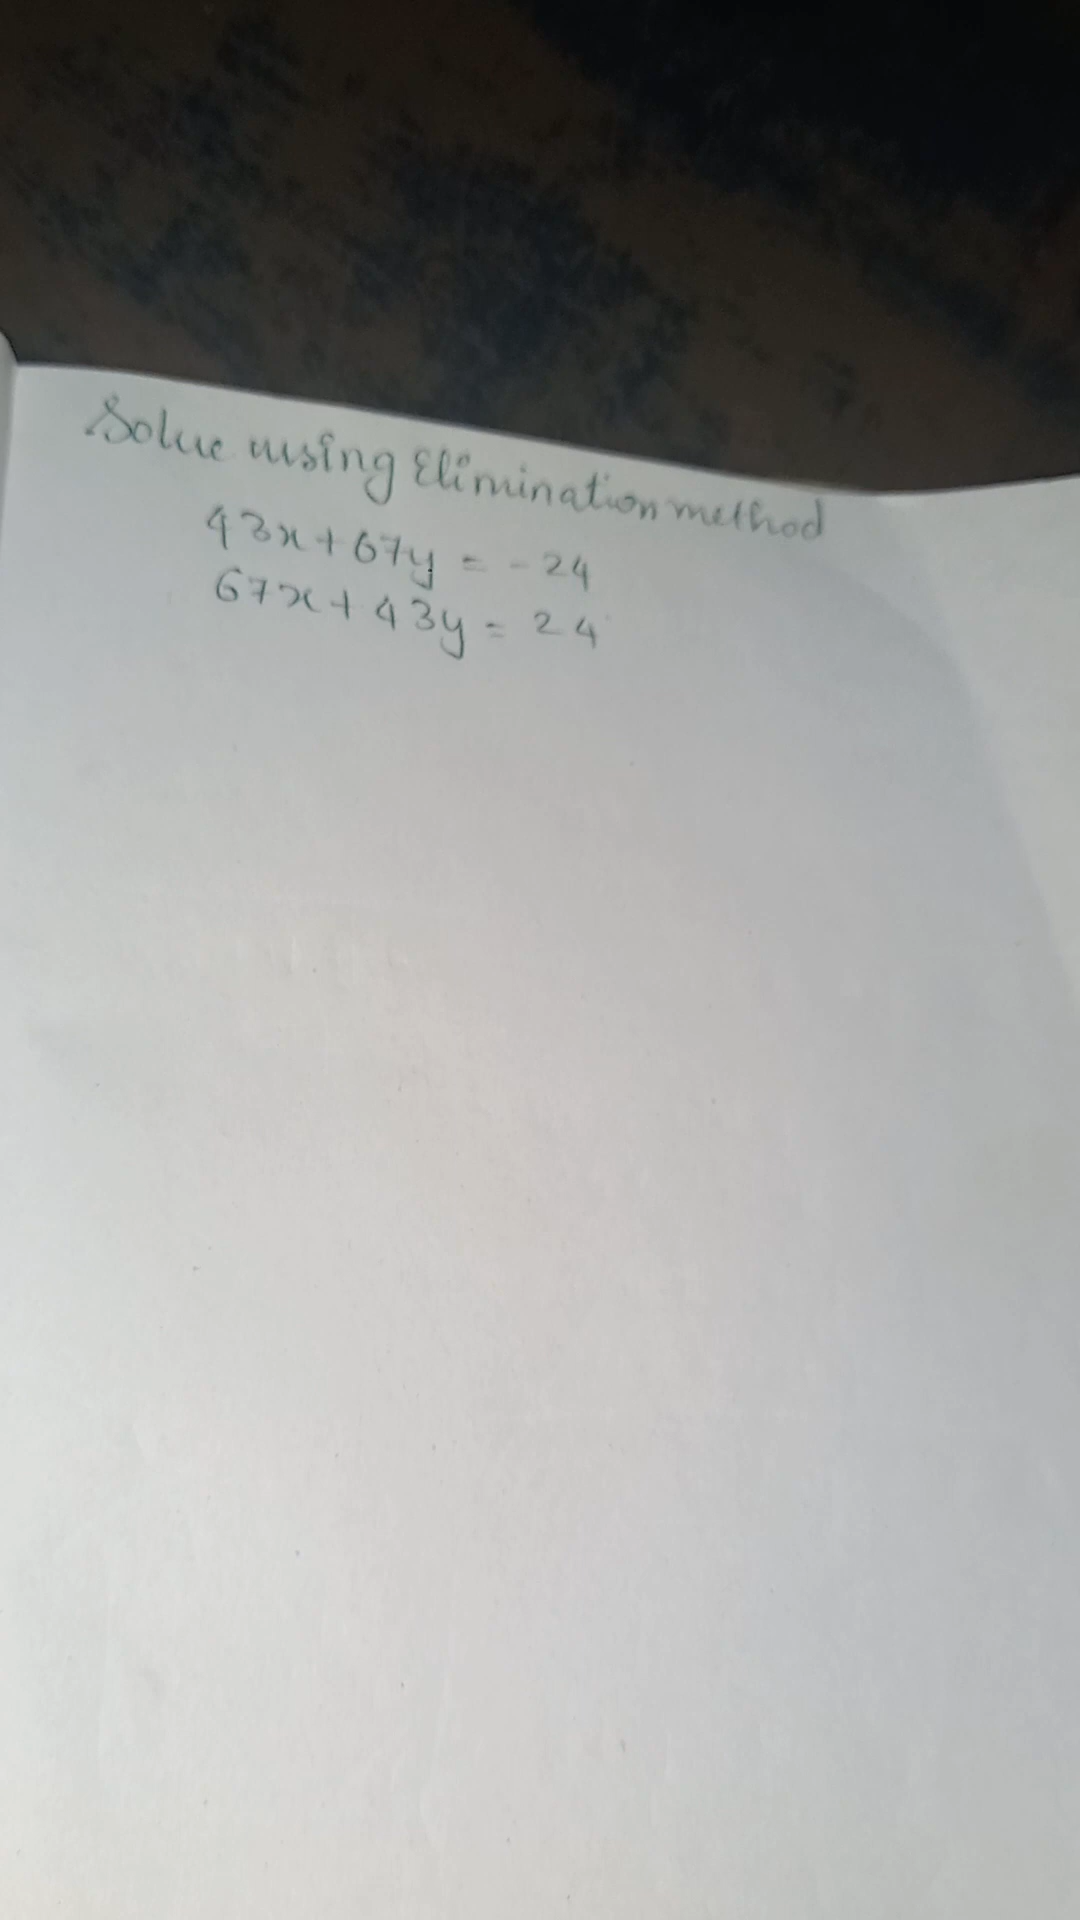 Solve using Elimination method
43x + 67y = - 24
67x + 43y = 24